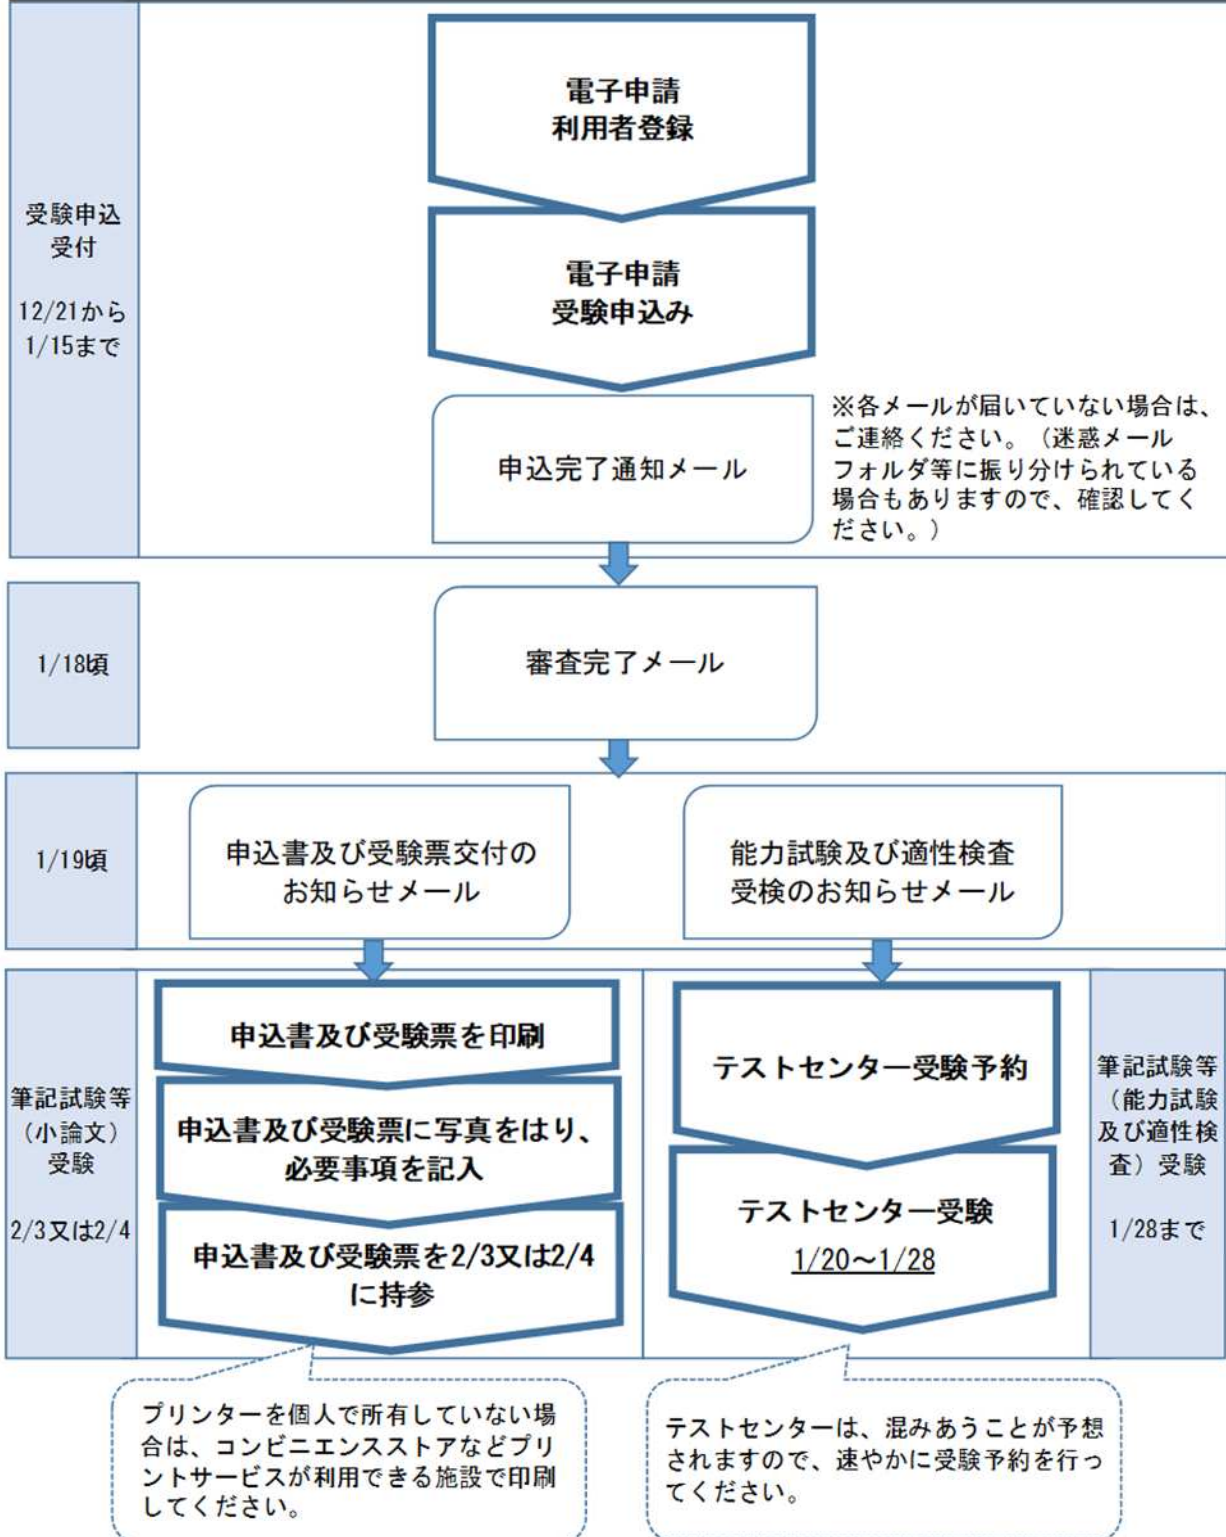 電子申請
利用者登録
受験申込
受付
12/21から
1/15まで
電子申請
受験申込み
申込完了通知メール
※各メールが届いていない場合は、
ご連絡ください。（迷惑メール
フォルダ等に振り分けられている
場合もありますので、確認してく
ださい。）
1/18頃
審査完了メール
1/19頃
申込書及び受験票交付の
お知らせメール
能力試験及び適性検査
受検のお知らせメール
筆記試験等
（小論文）
受験
2/3又は2/4
申込書及び受験票を印刷
申込書及び受験票に写真をはり、
必要事項を記入
申込書及び受験票を2/3又は2/4
に持参
テストセンター受験予約
テストセンター受験
1/20～1/28
筆記試験等
（能力試験
及び適性検
査）受験
1/28まで
プリンターを個人で所有していない場
合は、コンビニエンスストアなどプリ
ントサービスが利用できる施設で印刷
してください。
テストセンターは、混みあうことが予想
されますので、速やかに受験予約を行っ
てください。